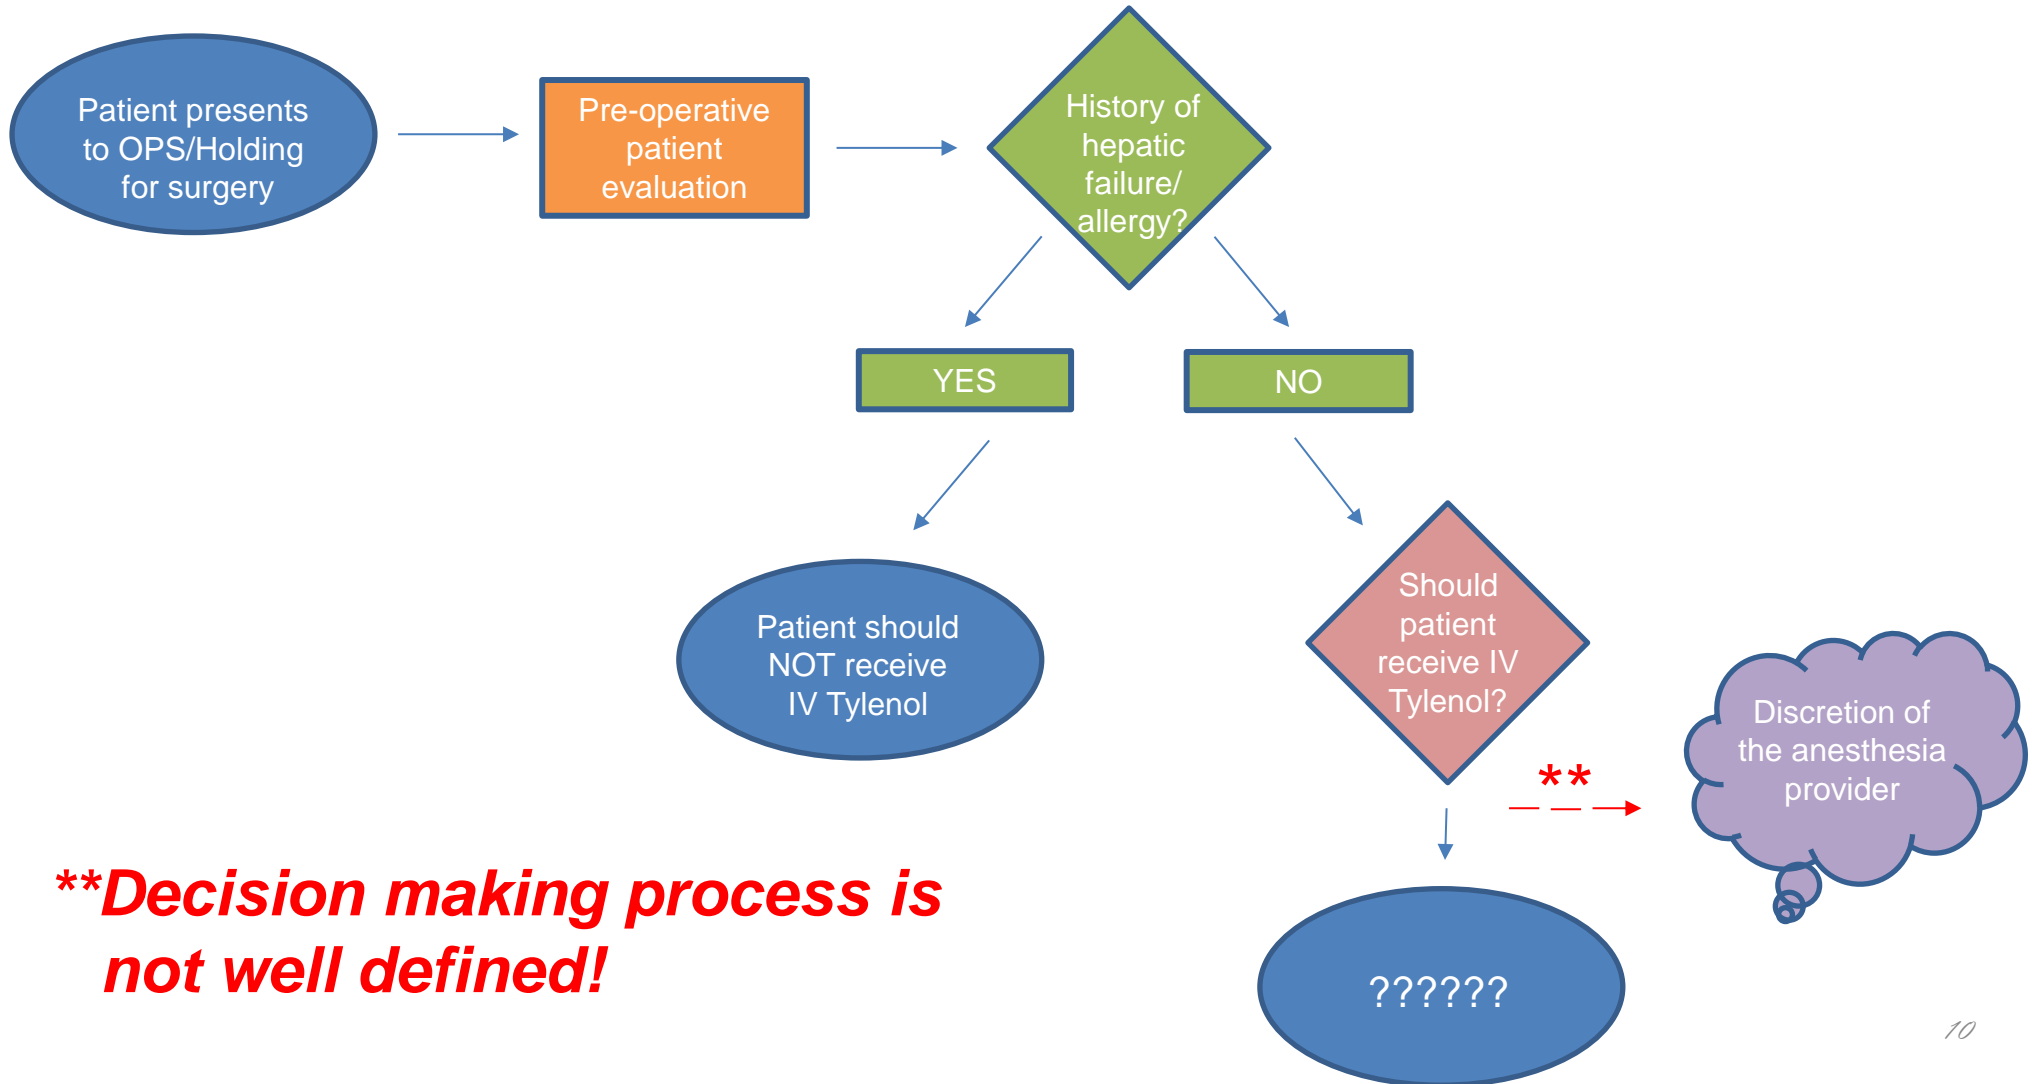 Patient presents
to OPS/Holding
for surgery
Pre-operative
patient
evaluation
History of
hepatic
failure/
allergy?
YES
NO
Patient should
NOT receive
IV Tylenol
Should
patient
receive IV
Tylenol?
**
Discretion of
the anesthesia
provider
**Decision making process is
not well defined!
??????
10